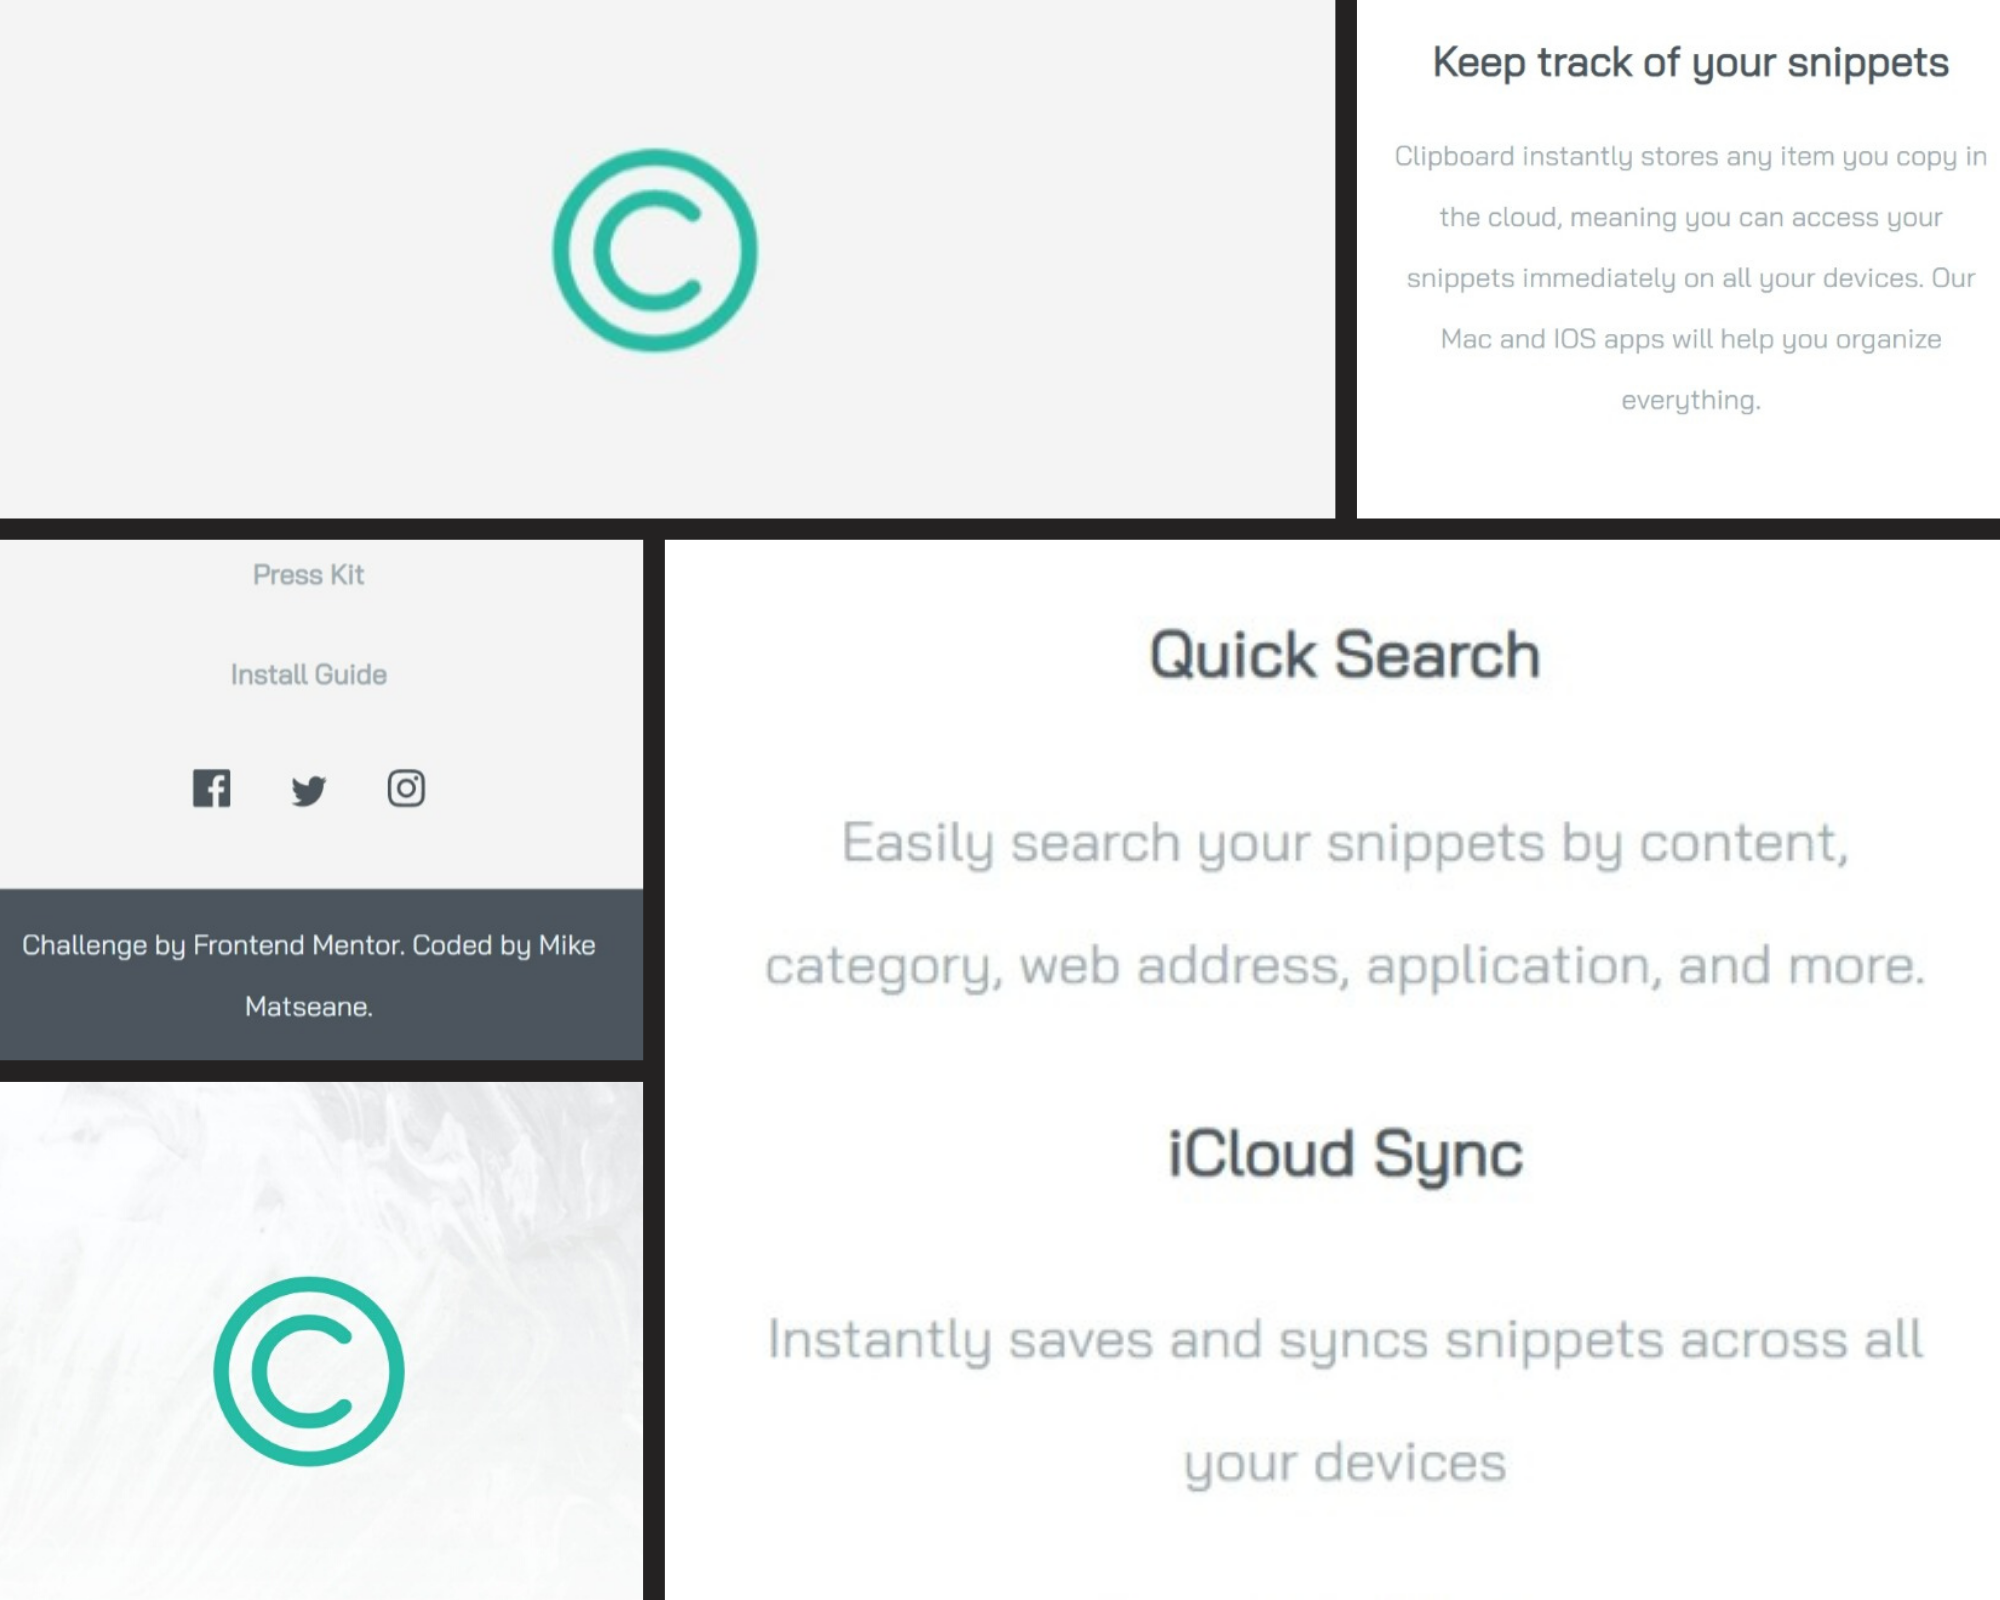 Keep track of your snippets
Clipboard instantly stores any item you copy in
the cloud, meaning you can access your
snippets immediately on all your devices. Our
Mac and IOS apps will help you organize
everything.
Press Kit
Install Guide
Challenge by Frontend Mentor. Coded by Mike
Matseane.
Quick Search
Easily search your snippets by content,
category, web address, application, and more.
iCloud Sync
Instantly saves and syncs snippets across all
your devices